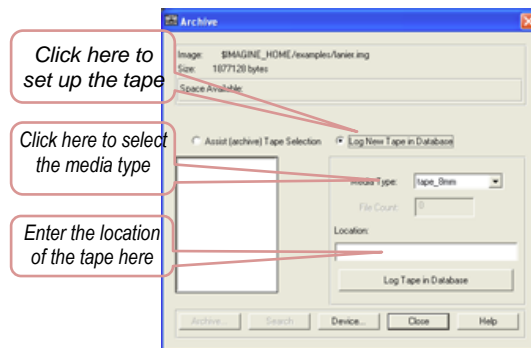 Archive
Image: $IMAGINE_HOME/examples/lanier.img
Size: 1877128 bytes
Space Available:
Click here to
set up the tape
Assist (archive) Tape Selection Log New Tape in Database
Click here to select
the media type
Media Type: tape_8mm
File Count: 0
Enter the location
of the tape here
Location:
Log Tape in Database
Archive... Search Device... Close Help